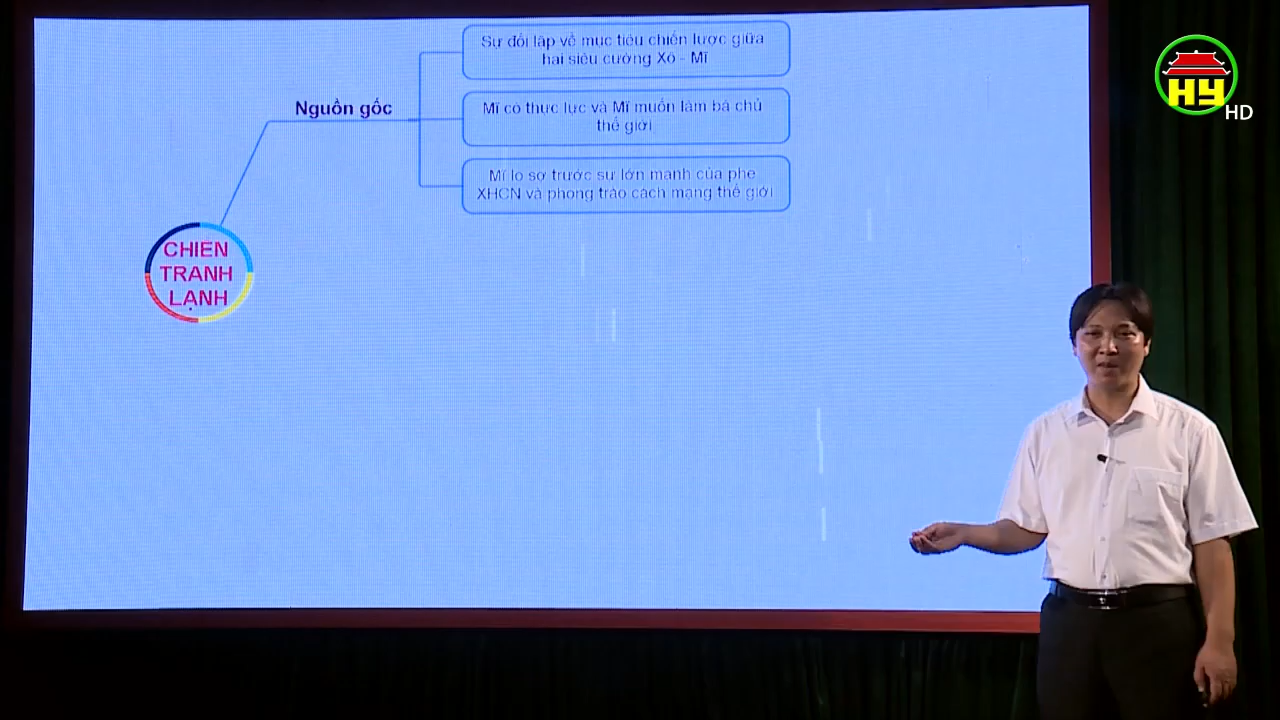 Sự đối lập về mục tiêu chiến lược giữa
hai siêu cường Xô - Mĩ
Nguồn gốc
Mĩ có thực lực và Mĩ muốn làm bá chủ
thế giới
Mĩ lo sợ trước sự lớn mạnh của phe
XHCN và phong trào cách mạng thế giới
CHIẾN
TRANH
LẠNH
HY
HD